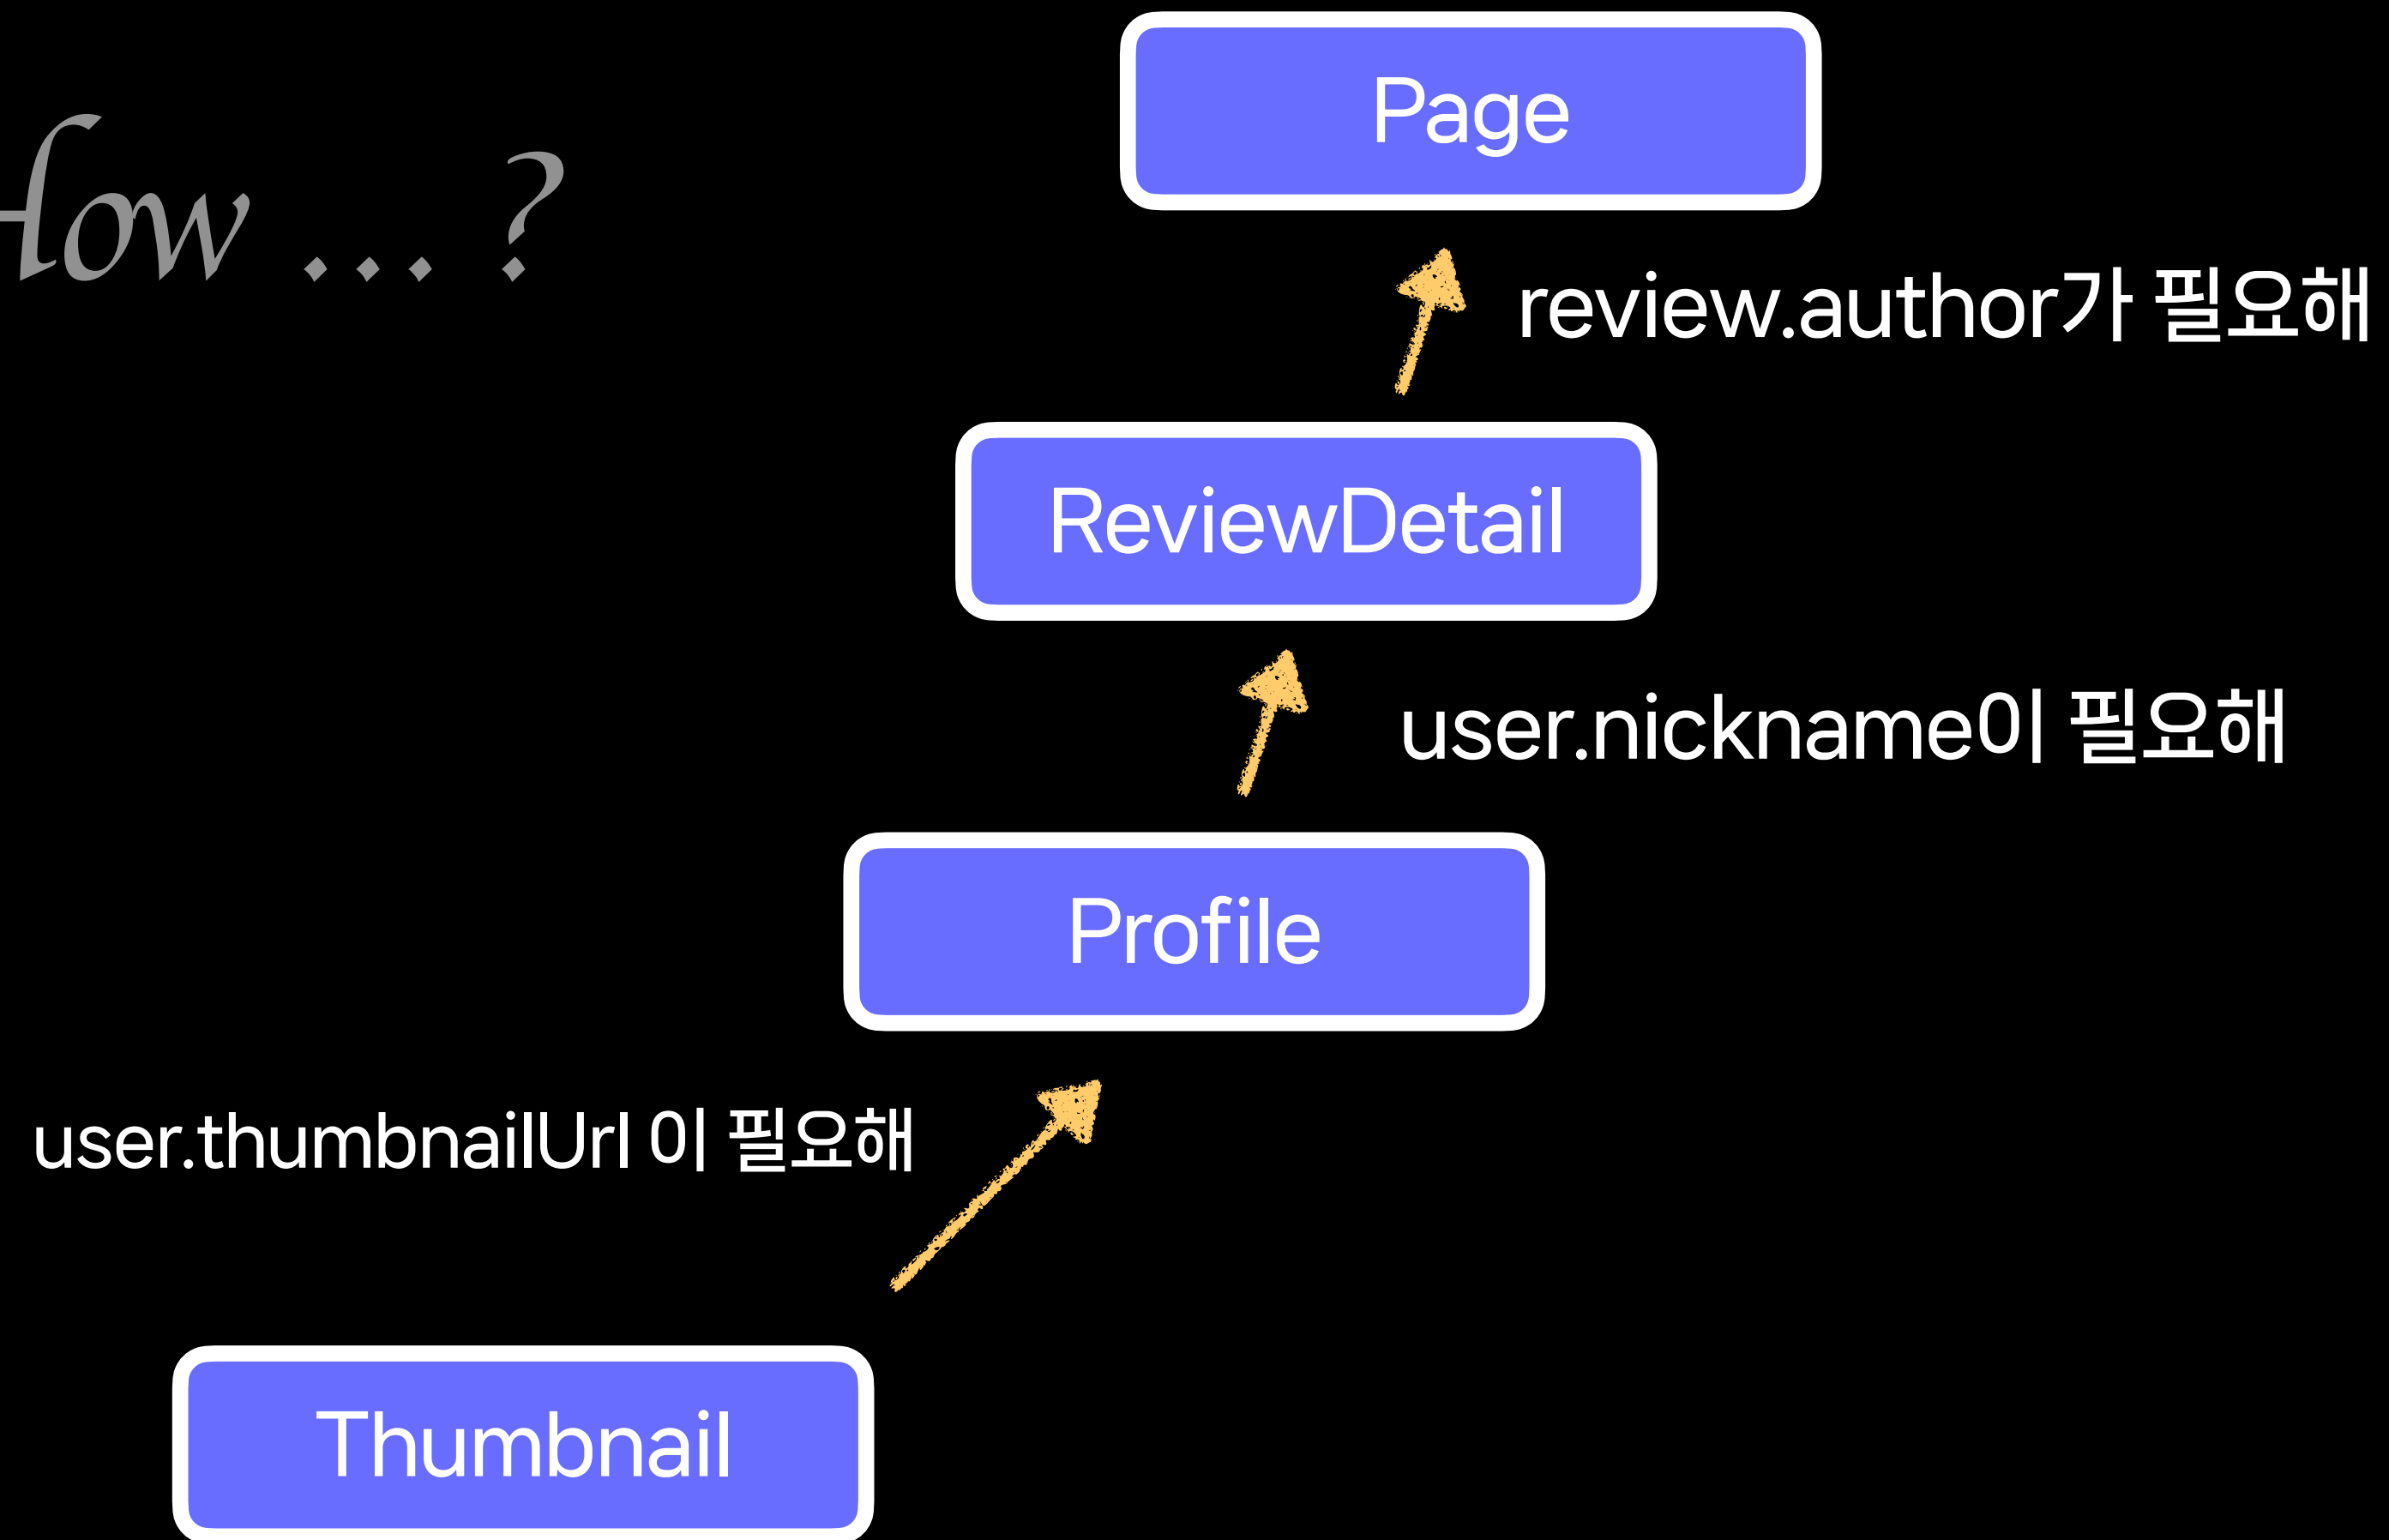 Page
How ... ?
review.author가 필요해
ReviewDetail
user.nickname이 필요해
Profile
user.thumbnailUrl 이 필요해
Thumbnail